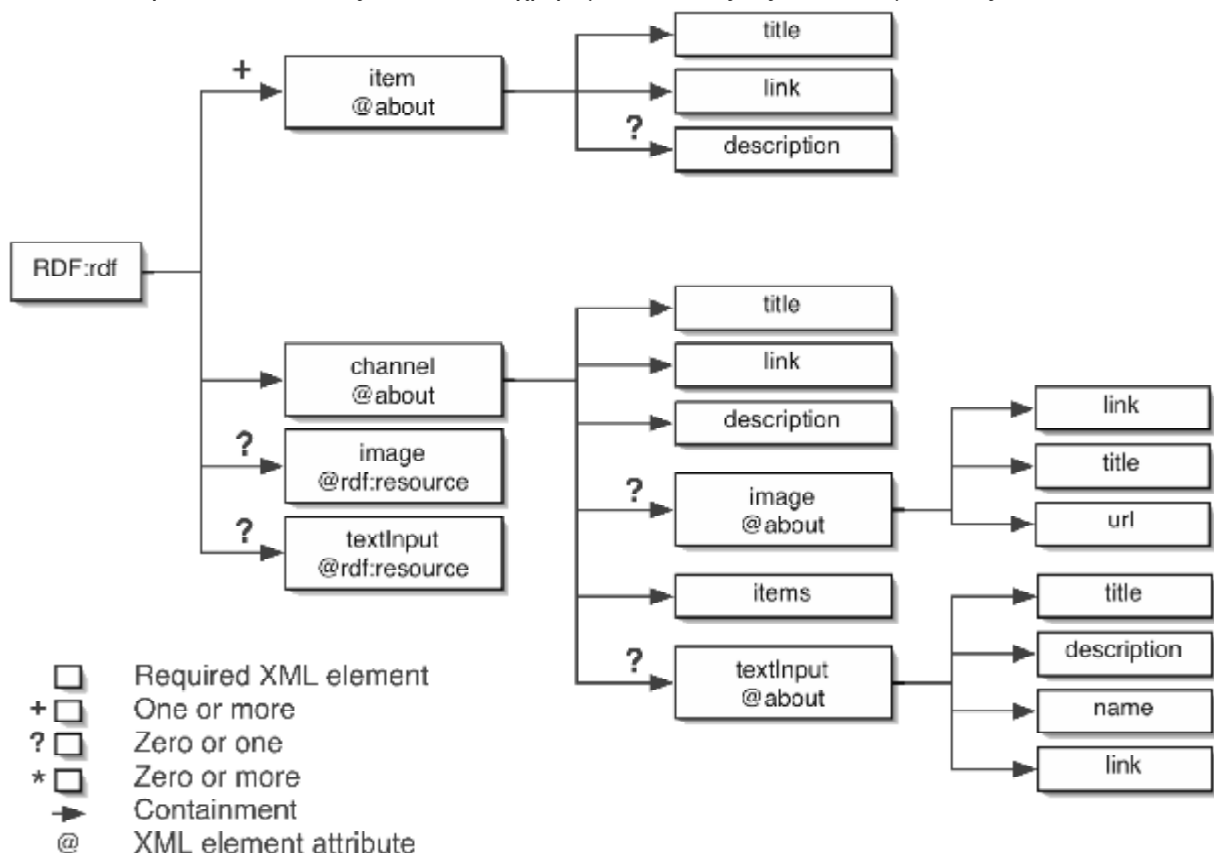 +
item
@about
title
link
?
description
RDF:rdf
channel
@about
title
link
description
?
image
@about
link
title
url
items
?
textInput
@about
title
description
name
link
?
image
@rdf:resource
?
textInput
@rdf:resource
Required XML element
+ One or more
? Zero or one
* Zero or more
Containment
@ XML element attribute